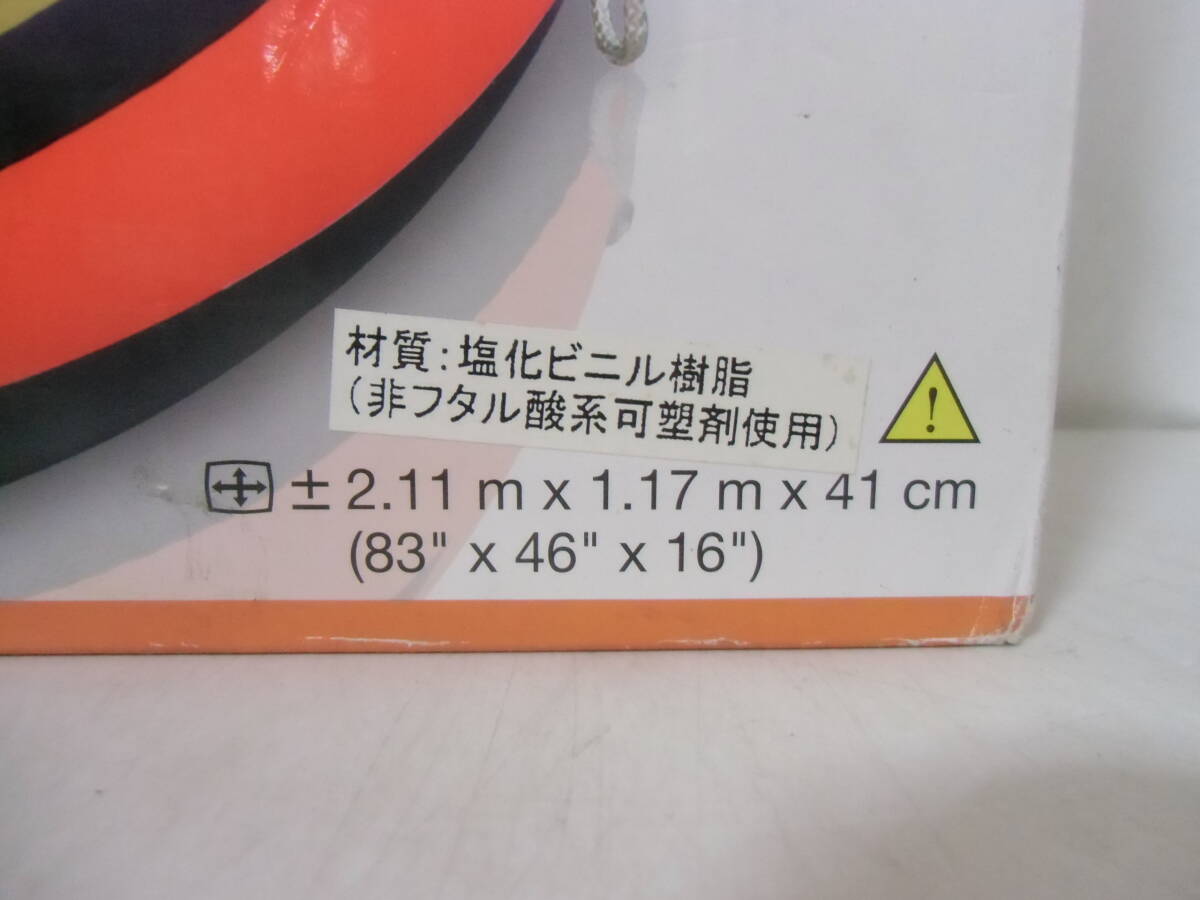 材質:塩化ビニル樹脂
(非フタル酸系可塑剤使用)
± 2.11 m x 1.17 m x 41 cm
(83" x 46" x 16")